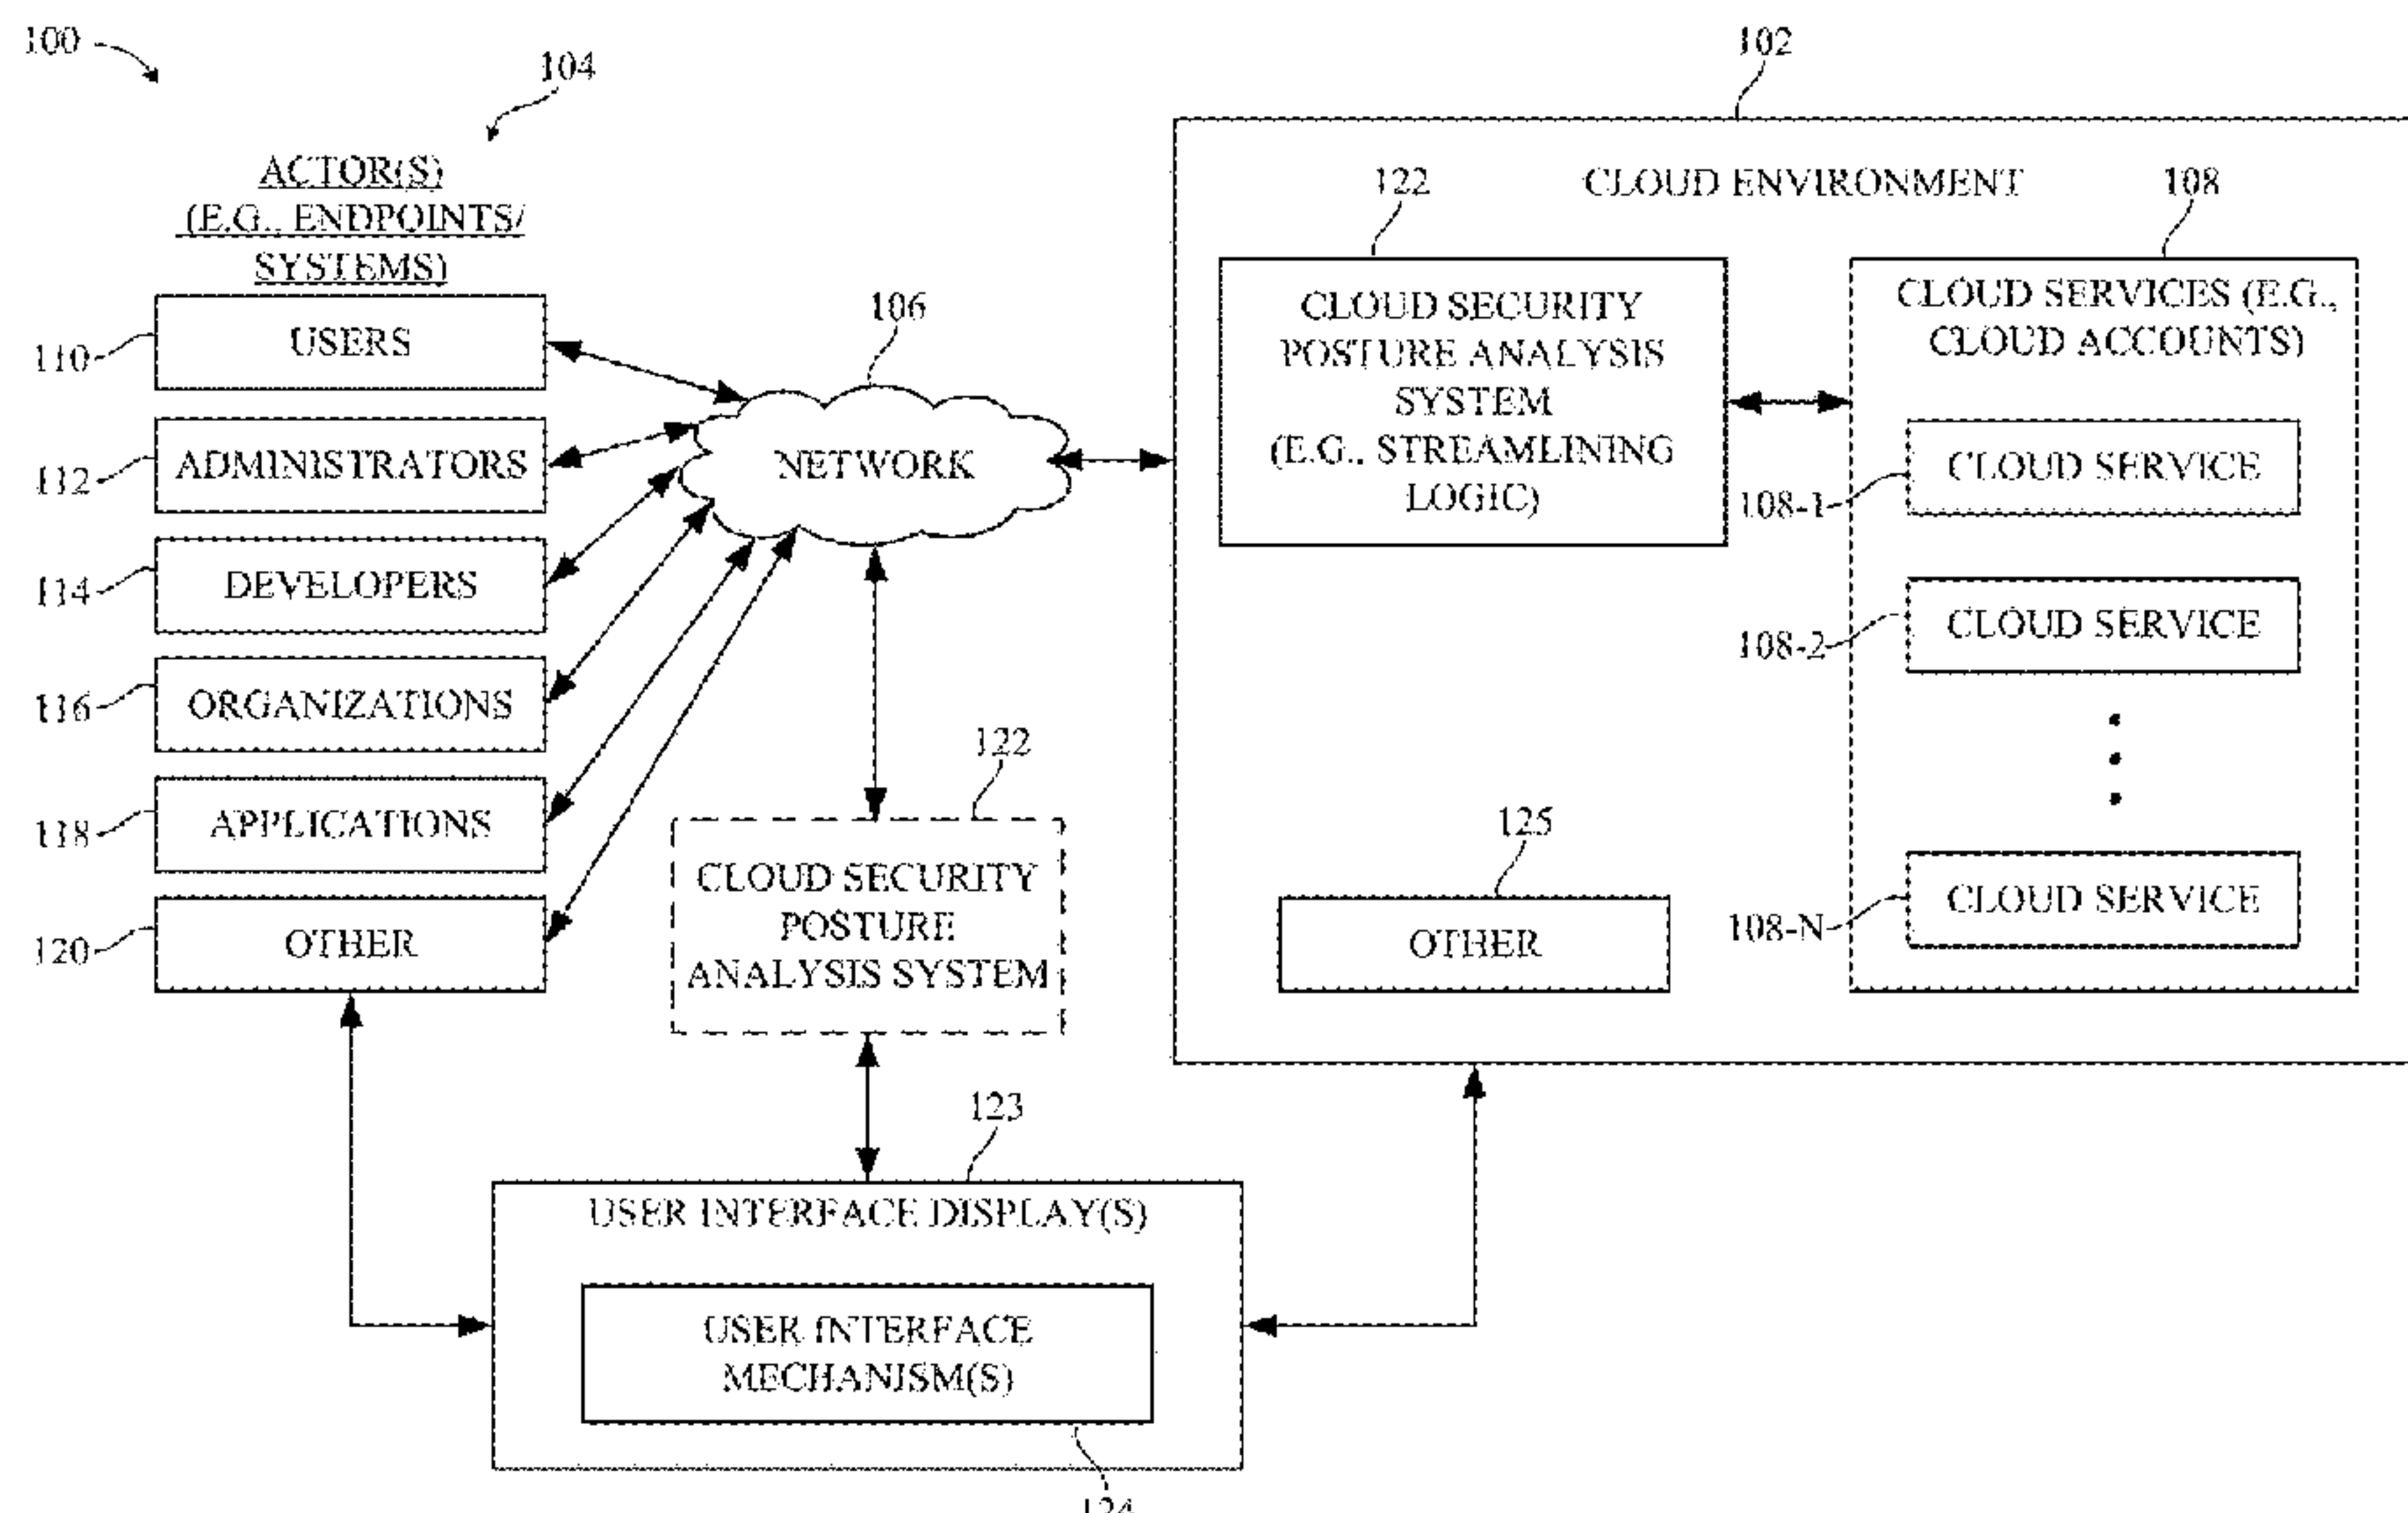 100
104
102
ACTOR(S)
(E.G., ENDPOINTS/
SYSTEMS)
110
USERS
112
ADMINISTRATORS
114
DEVELOPERS
116
ORGANIZATIONS
118
APPLICATIONS
120
OTHER
106
NETWORK
122
CLOUD SECURITY
POSTURE
ANALYSIS SYSTEM
CLOUD ENVIRONMENT
122
CLOUD SECURITY
POSTURE ANALYSIS
SYSTEM
(E.G., STREAMLINING
LOGIC)
108
CLOUD SERVICES (E.G.,
CLOUD ACCOUNTS)
108-1
CLOUD SERVICE
108-2
CLOUD SERVICE
108-N
CLOUD SERVICE
125
OTHER
123
USER INTERFACE DISPLAY(S)
USER INTERFACE
MECHANISM(S)
124